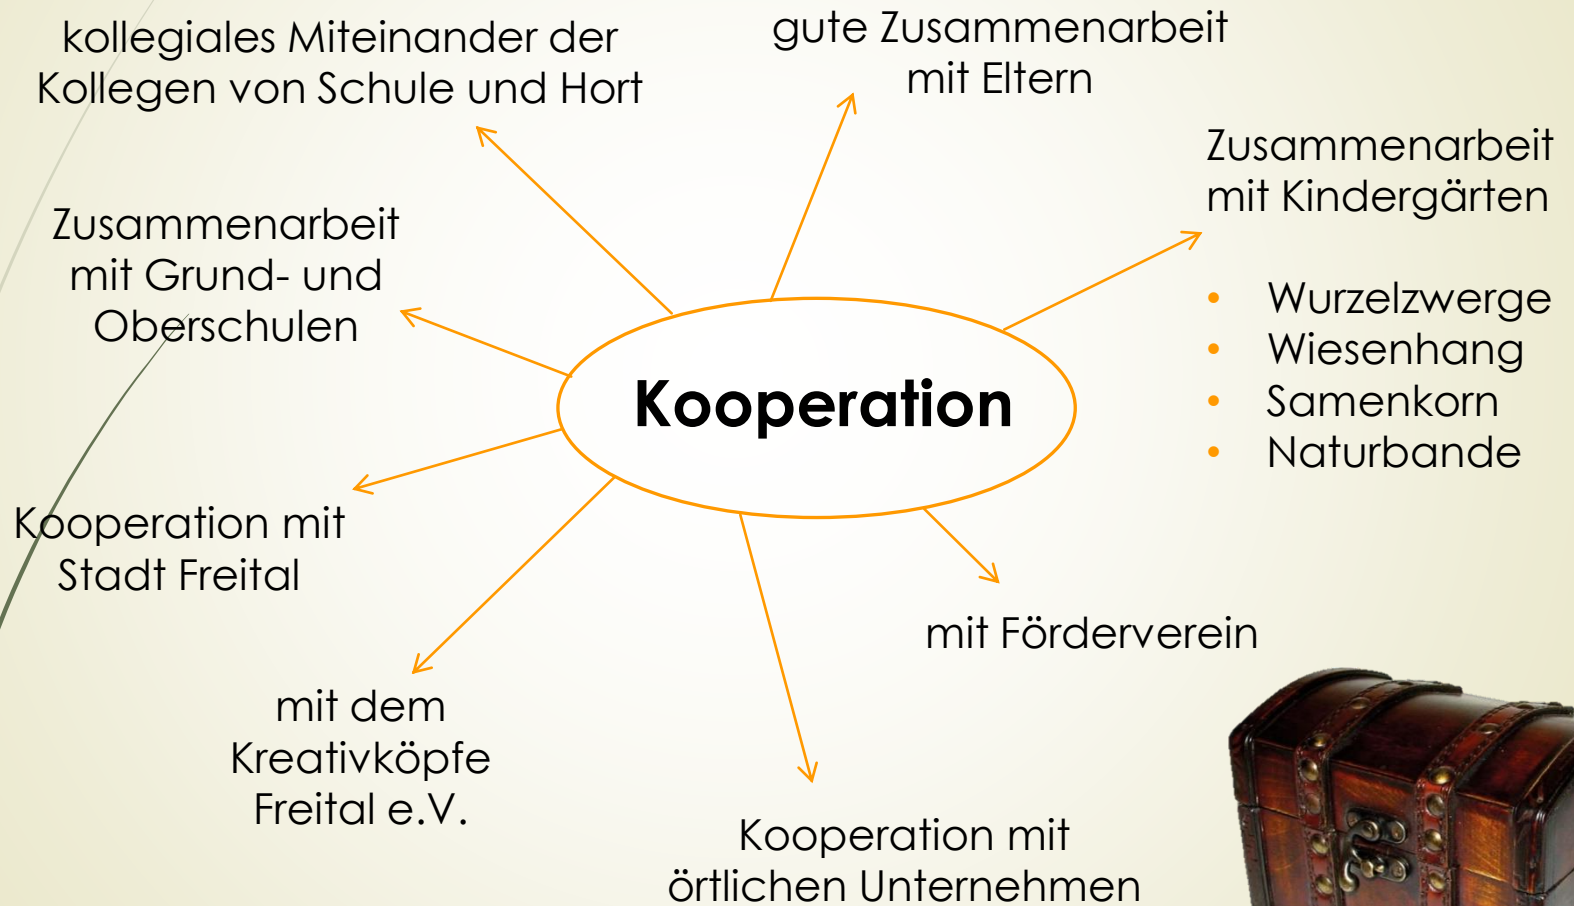 kollegiales Miteinander der
Kollegen von Schule und Hort
gute Zusammenarbeit
mit Eltern
Zusammenarbeit
mit Kindergärten
• Wurzelzwerge
• Wiesenhang
• Samenkorn
• Naturbande
Zusammenarbeit
mit Grund- und
Oberschulen
Kooperation
Kooperation mit
Stadt Freital
mit Förderverein
mit dem
Kreativköpfe
Freital e.V.
Kooperation mit
örtlichen Unternehmen